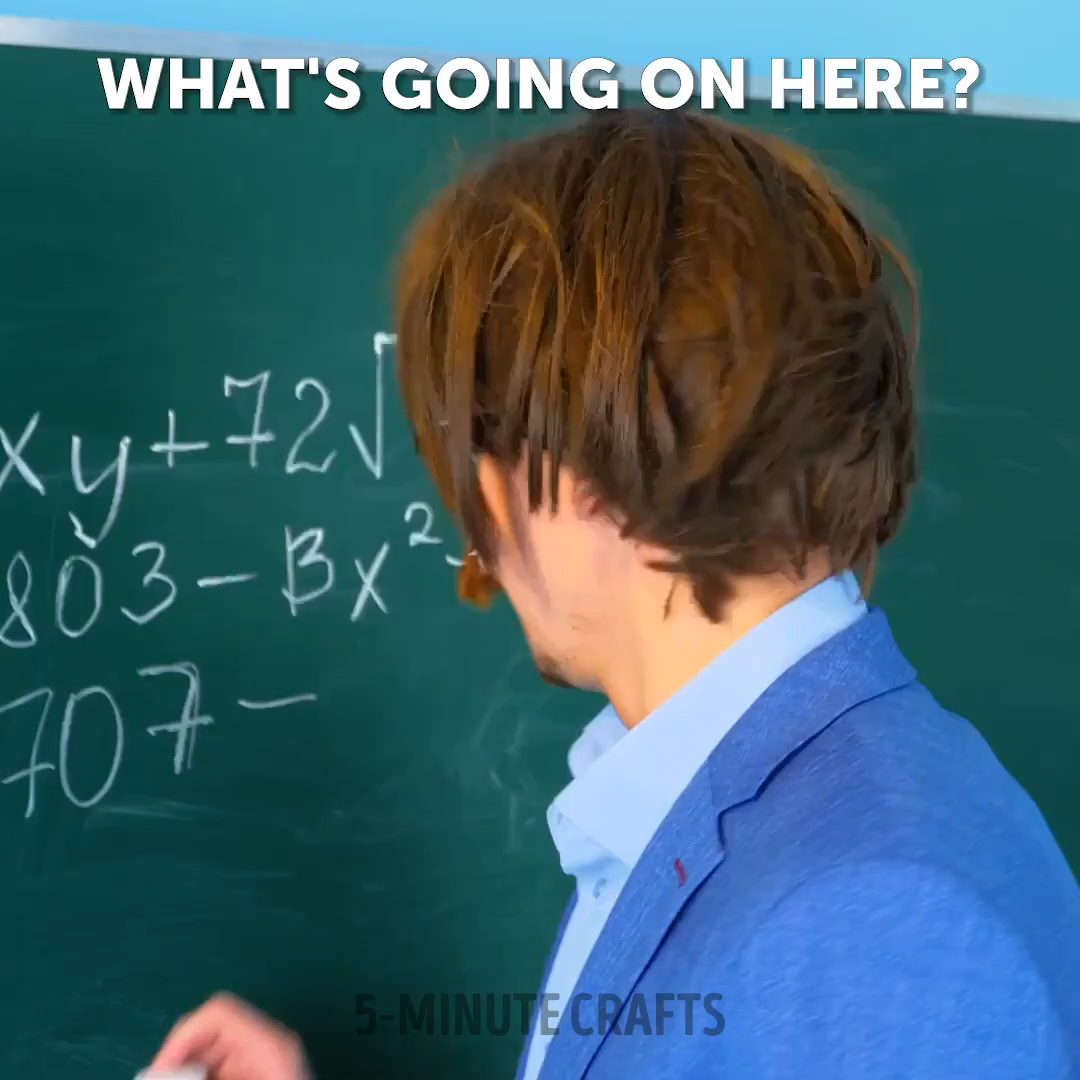 WHAT'S GOING ON HERE?
xy+72√
803-Bx²-
707-
5-MINUTE CRAFTS